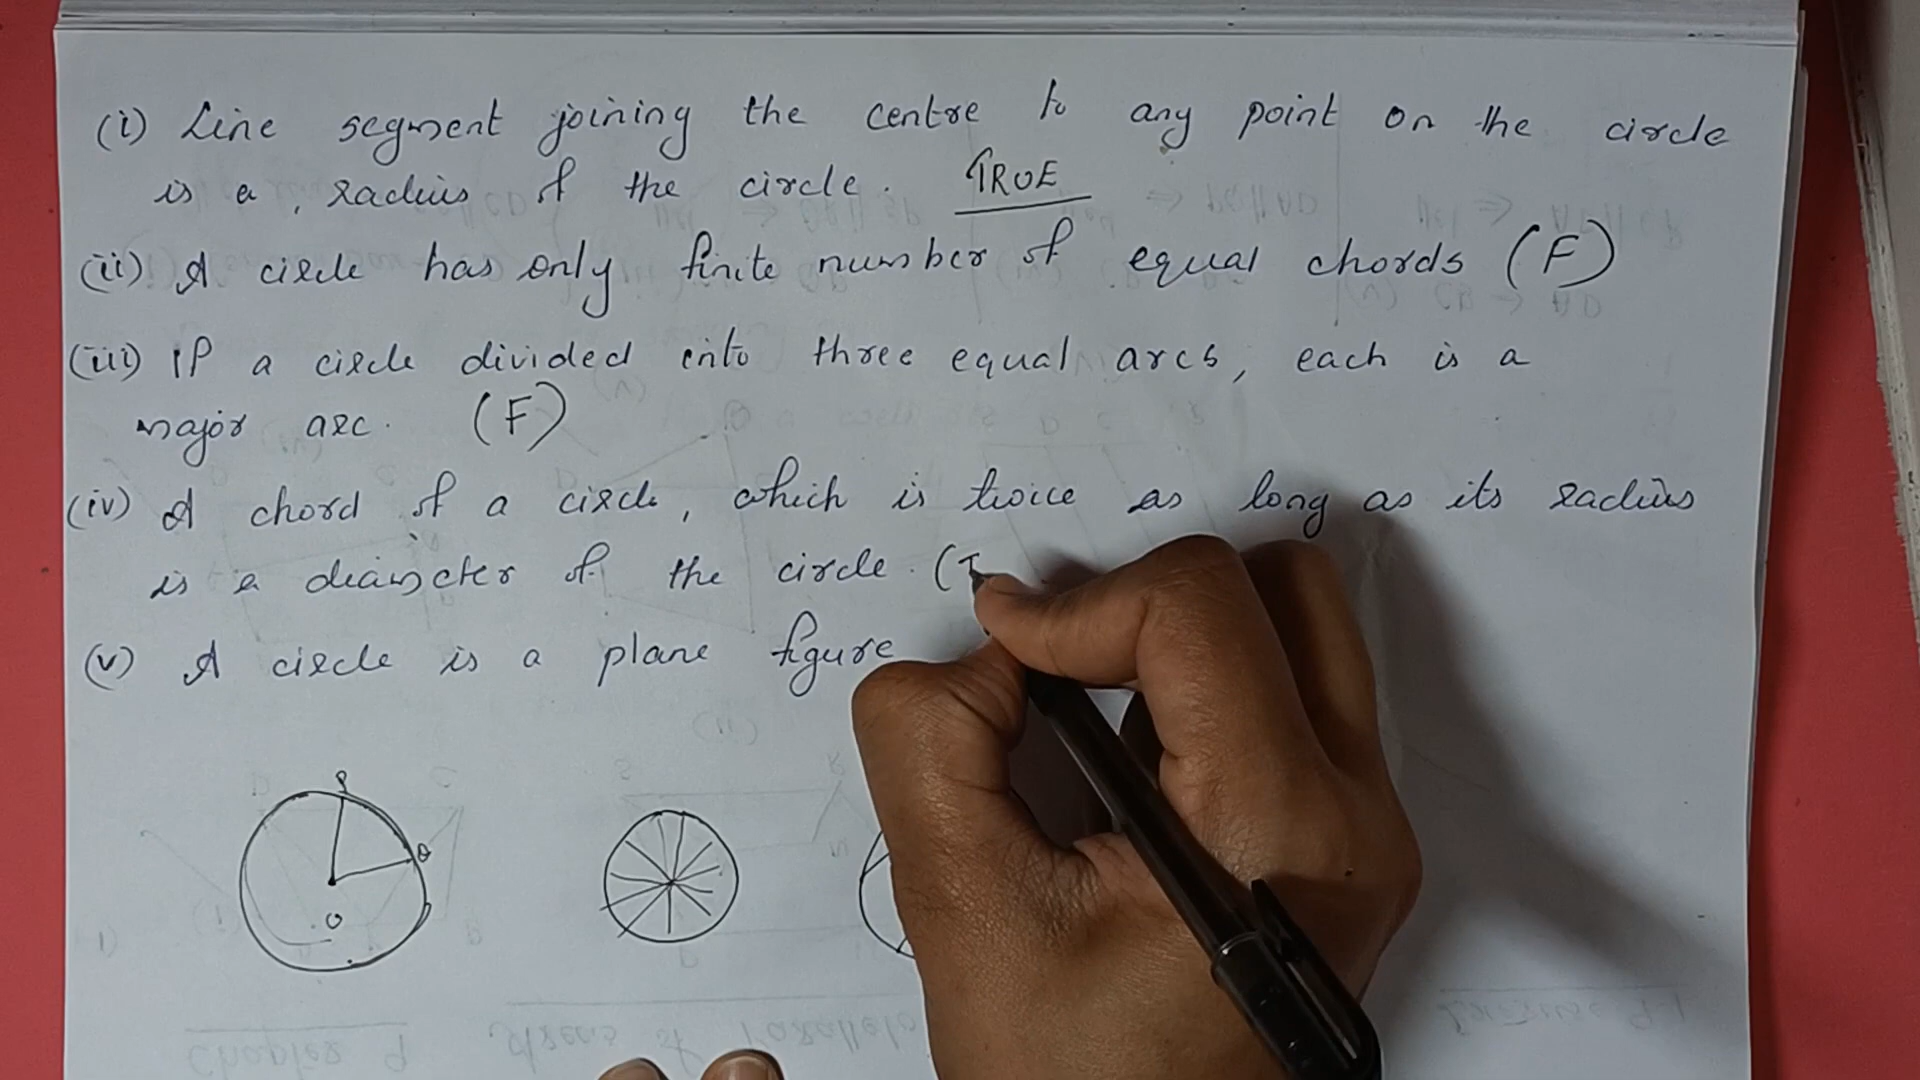 (i) Line segment joining the centre to any point on the circle
is a radius of the circle. TRUE
(ii) A circle has only finite number of equal chords (F)
(iii) If a circle divided into three equal arcs, each is a
major arc. (F)
(iv) A chord of a circle, which is twice as long as its radius
is a diameter of the circle. (T
(v) A circle is a plane figure
P
Q
O